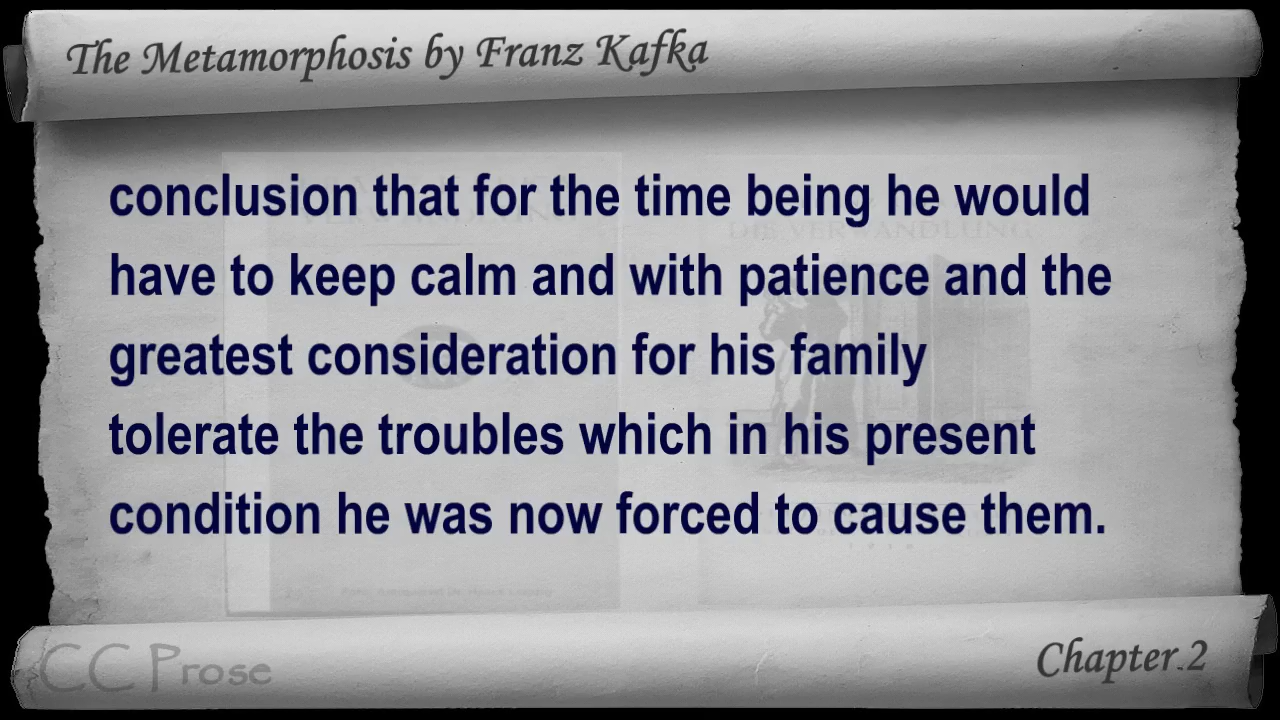 The Metamorphosis by Franz Kafka
conclusion that for the time being he would
have to keep calm and with patience and the
greatest consideration for his family
tolerate the troubles which in his present
condition he was now forced to cause them.
CC Prose
Chapter.2